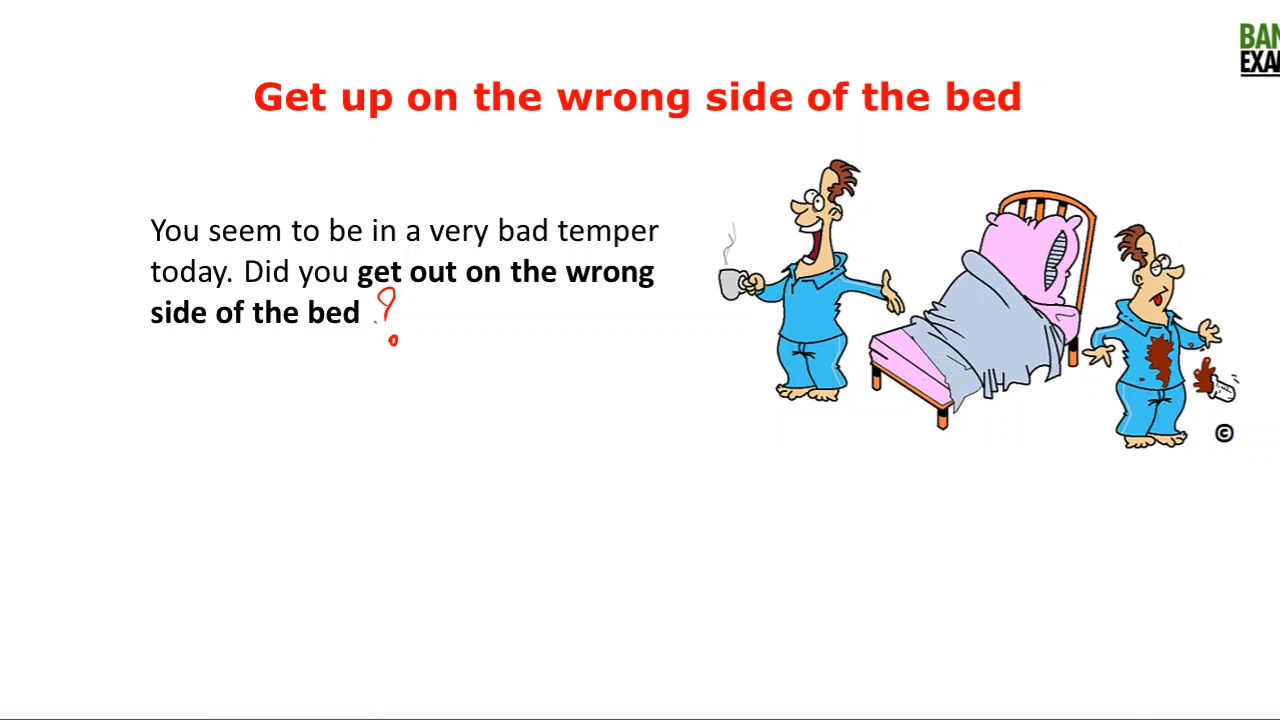 Get up on the wrong side of the bed
You seem to be in a very bad temper
today. Did you get out on the wrong
side of the bed ?
©